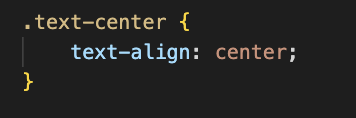 .text-center {
    text-align: center;
}